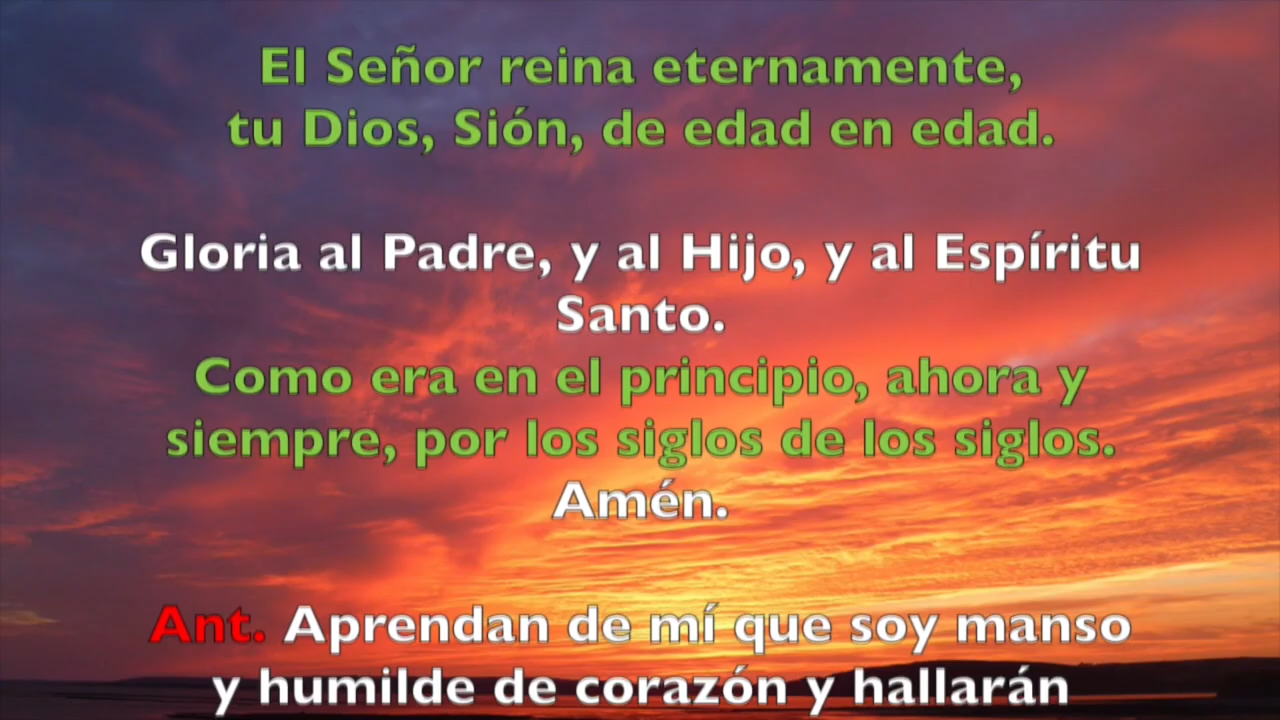 El Señor reina eternamente,
tu Dios, Sión, de edad en edad.
Gloria al Padre, y al Hijo, y al Espíritu
Santo.
Como era en el principio, ahora y
siempre, por los siglos de los siglos.
Amén.
Ant. Aprendan de mí que soy manso
y humilde de corazón y hallarán